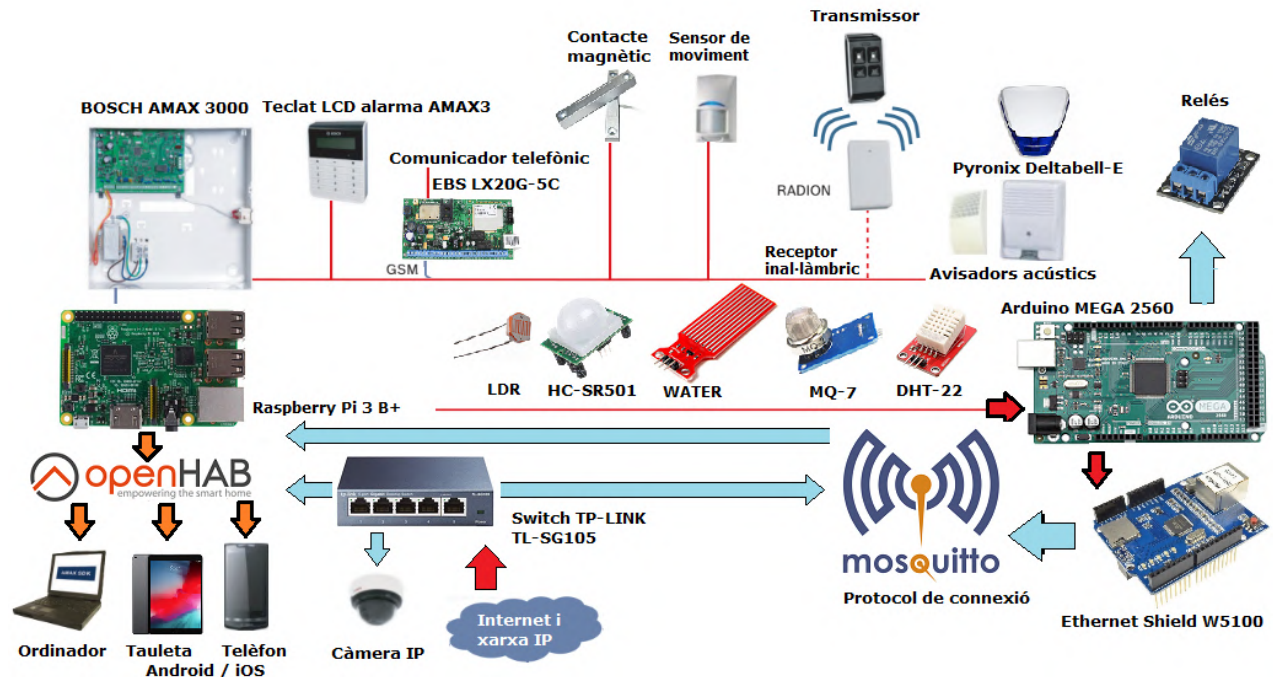 Transmissor
Contacte
magnètic
Sensor de
moviment
BOSCH AMAX 3000
Teclat LCD alarma AMAX3
Relés
Comunicador telefònic
EBS LX20G-5C
Pyronix Deltabell-E
RADION
GSM
Receptor
inal·làmbric
Avisadors acústics
Arduino MEGA 2560
LDR
HC-SR501
WATER
MQ-7
DHT-22
Raspberry Pi 3 B+
MEGA
openHAB
empowering the smart home
Switch TP-LINK
TL-SG105
mosquitto
Protocol de connexió
Internet i
xarxa IP
Ethernet Shield W5100
Ordinador
Tauleta
Telèfon
Android / iOS
Càmera IP